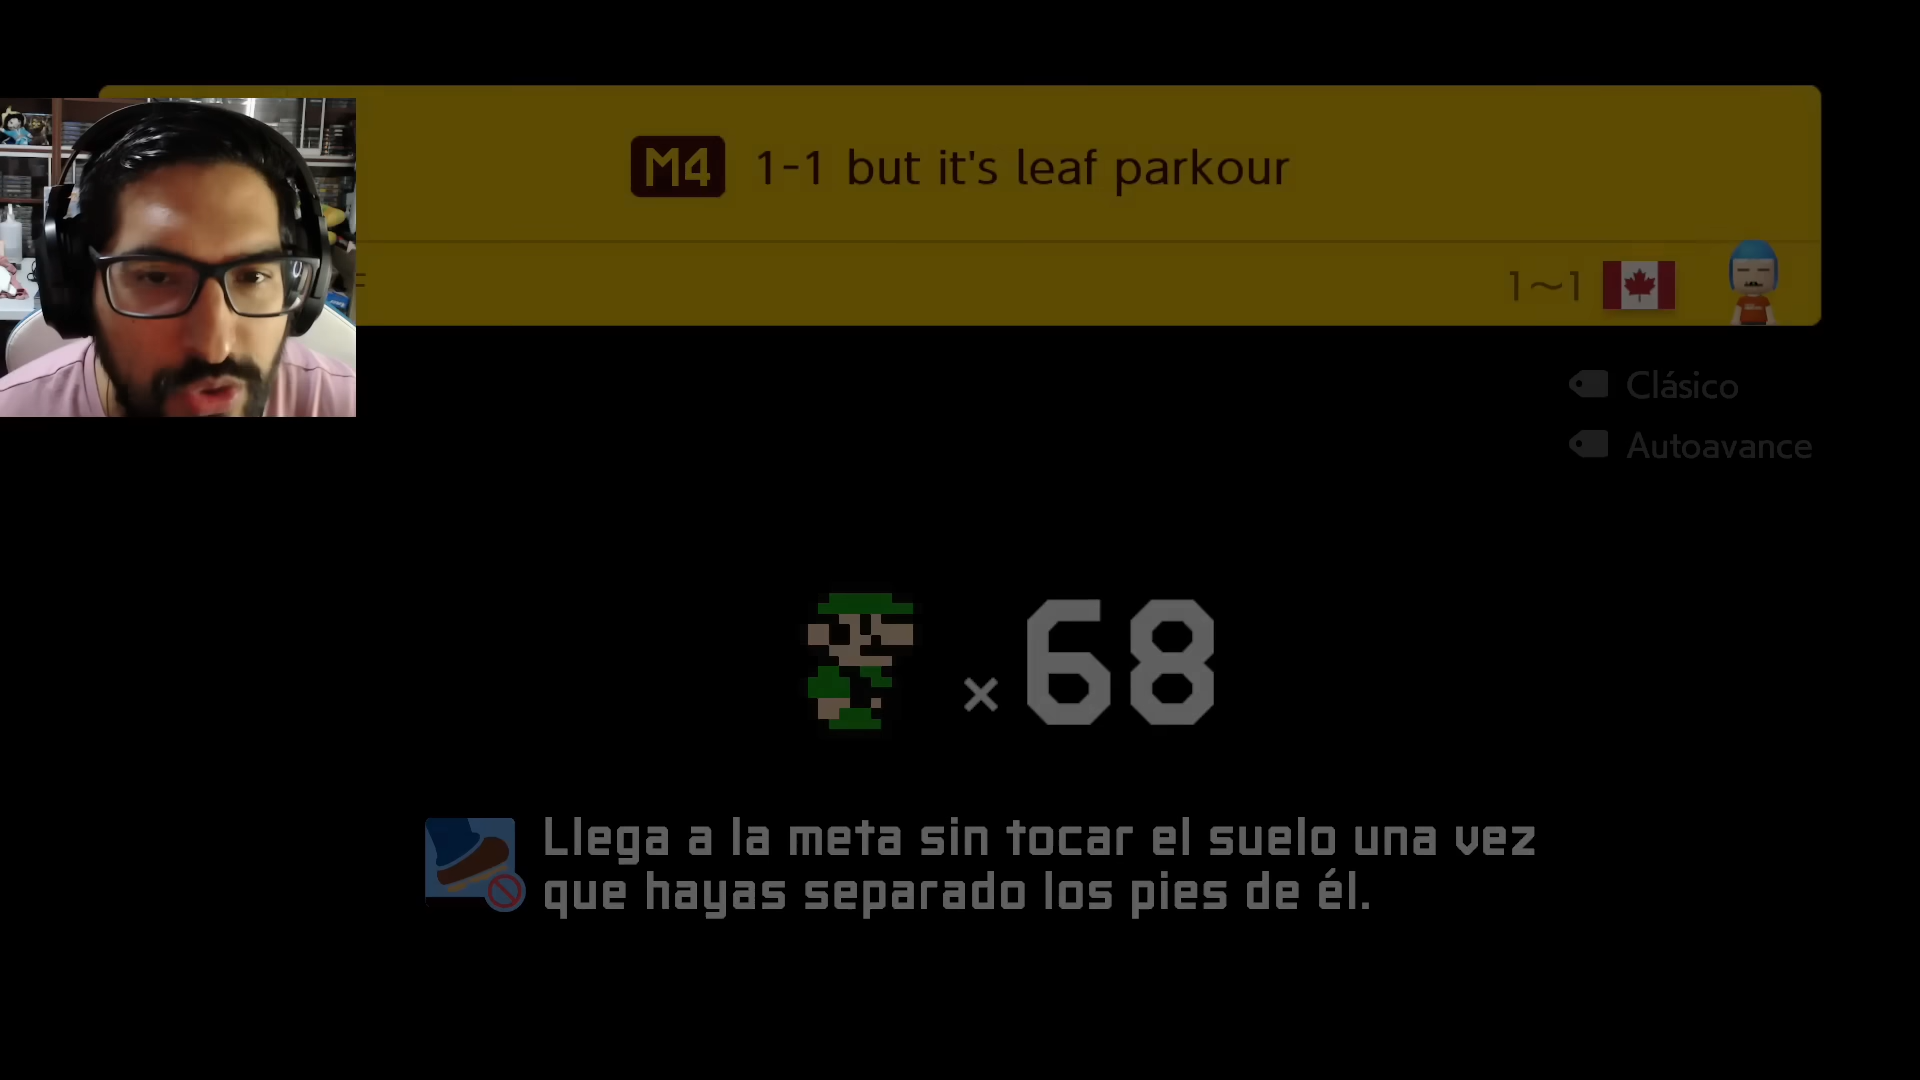 M4 1-1 but it's leaf parkour
1~1
Clásico
Autoavance
× 68
Llega a la meta sin tocar el suelo una vez
que hayas separado los pies de él.